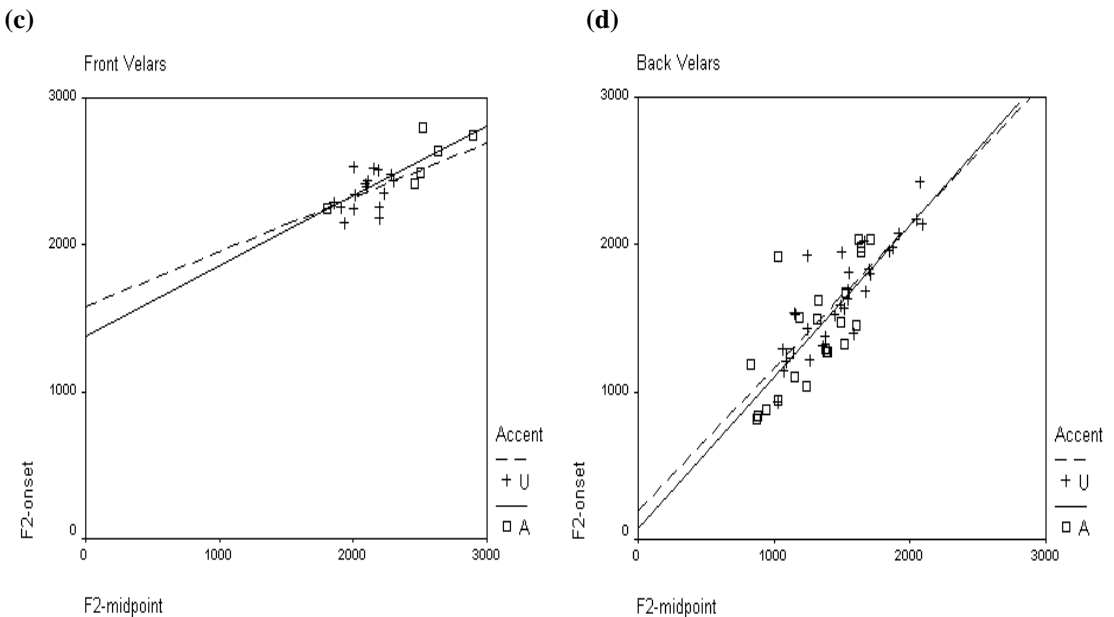 (c)
Front Velars
3000
2000
1000
0
F2-onset
0 1000 2000 3000
F2-midpoint
Accent
U
A
(d)
Back Velars
3000
2000
1000
0
F2-onset
0 1000 2000 3000
F2-midpoint
Accent
U
A